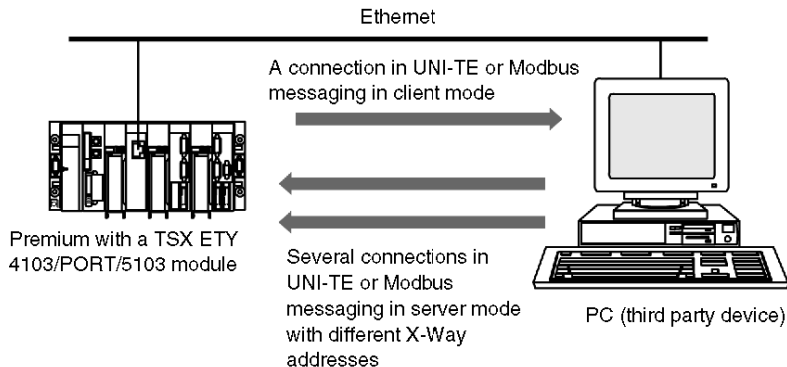 Ethernet
A connection in UNI-TE or Modbus
messaging in client mode
Premium with a TSX ETY
4103/PORT/5103 module
Several connections in
UNI-TE or Modbus
messaging in server mode
with different X-Way
addresses
PC (third party device)